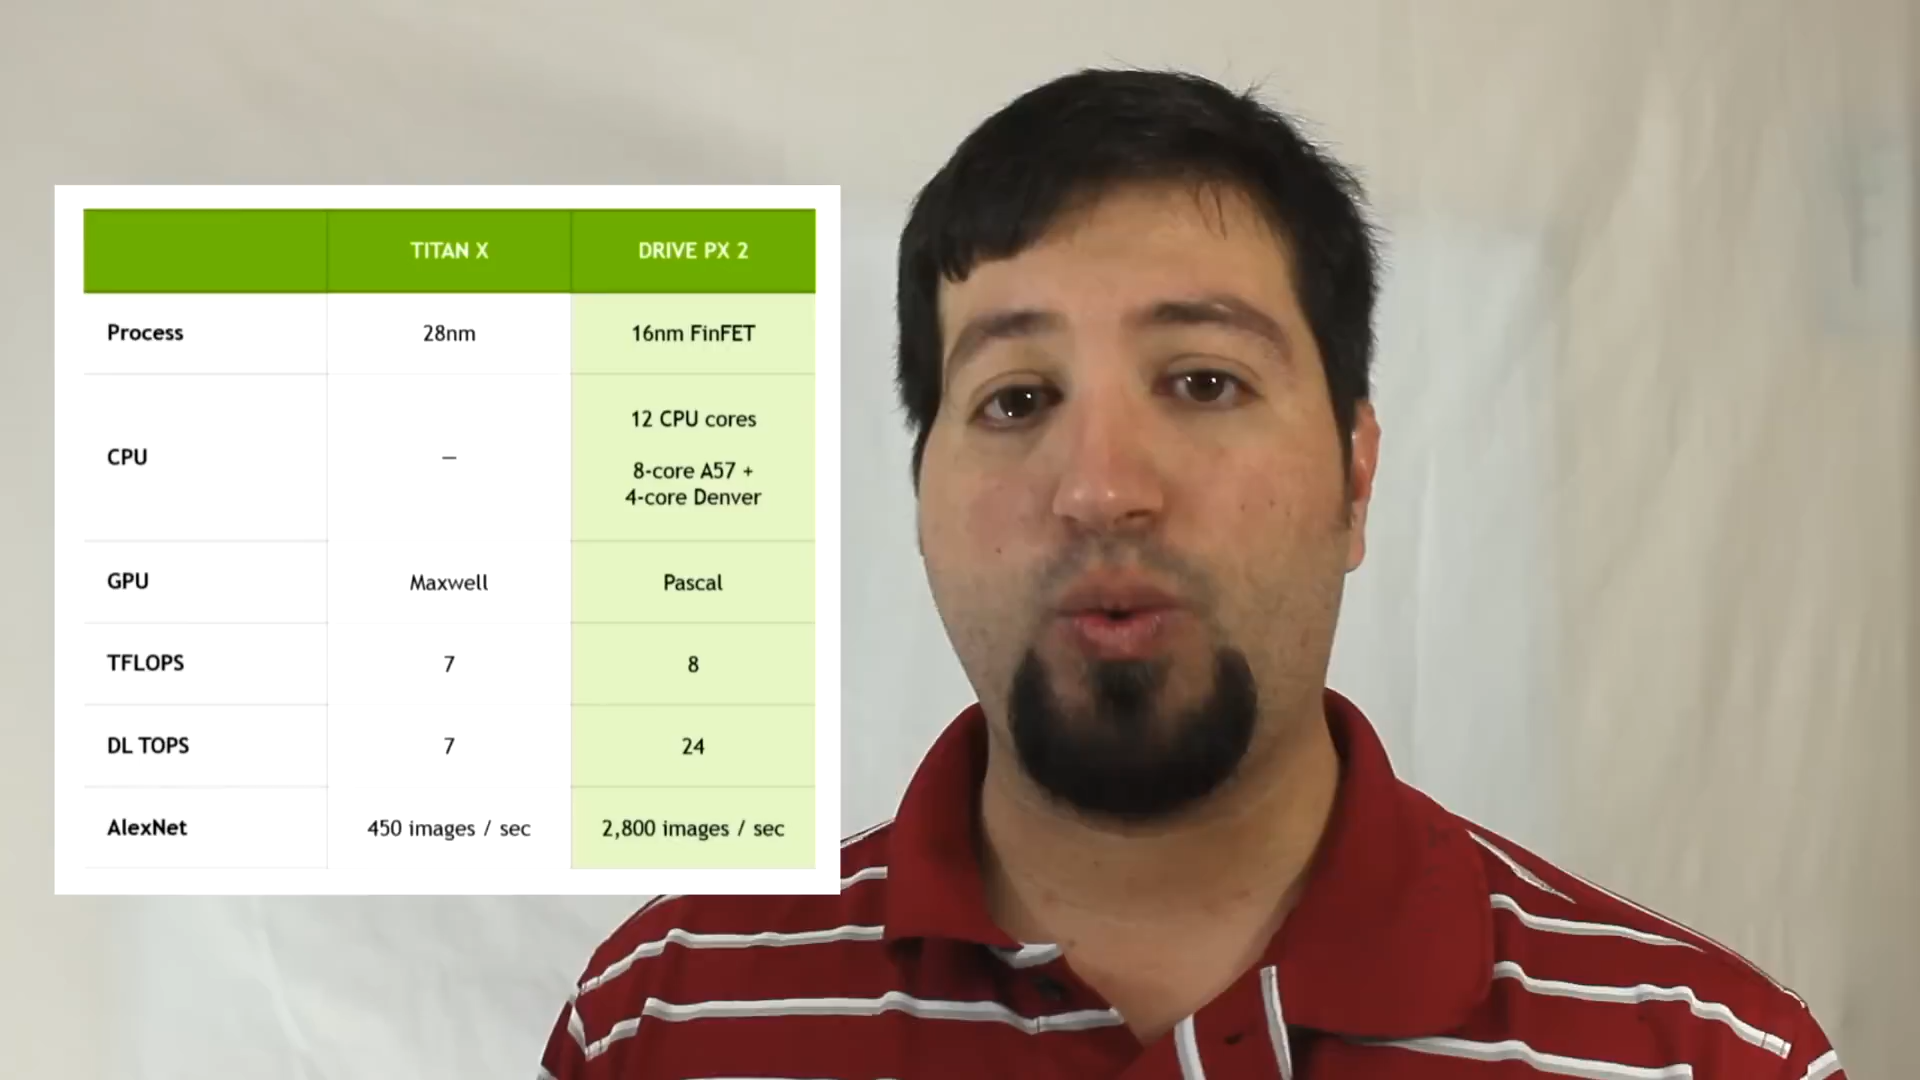 TITAN X DRIVE PX 2
Process 28nm 16nm FinFET
CPU — 12 CPU cores
8-core A57 +
4-core Denver
GPU Maxwell Pascal
TFLOPS 7 8
DL TOPS 7 24
AlexNet 450 images / sec 2,800 images / sec